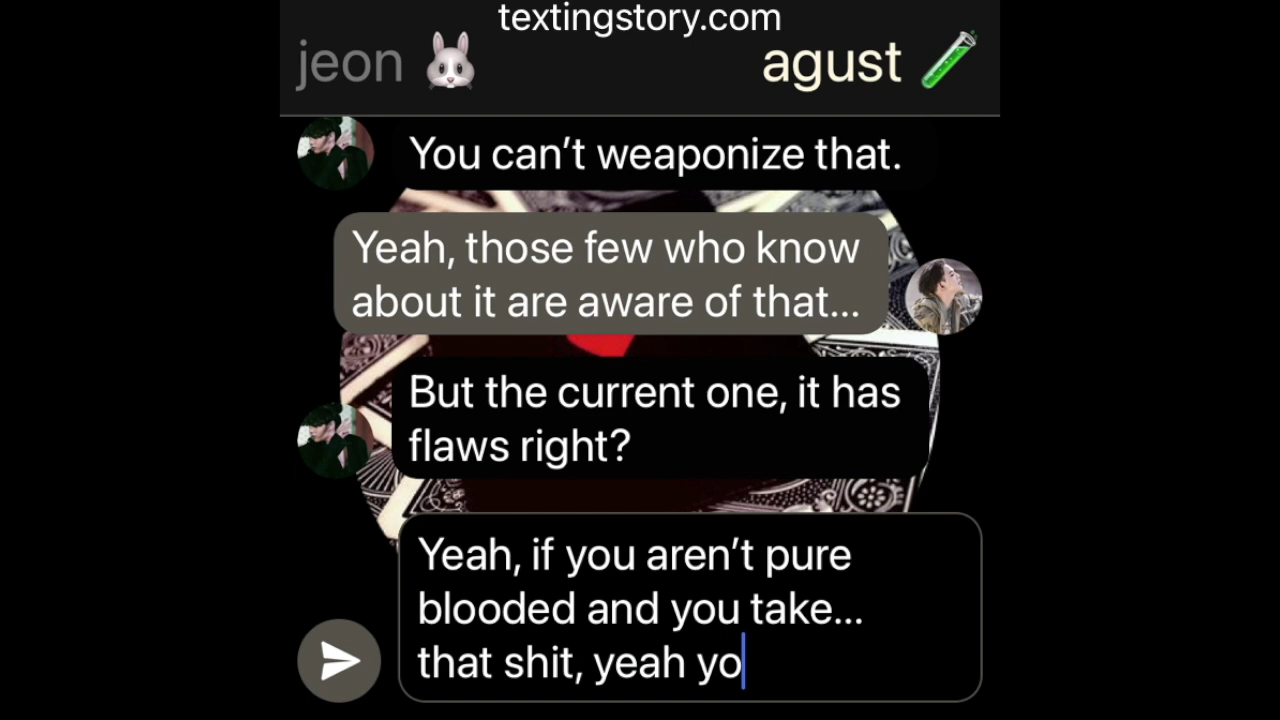 textingstory.com
jeon 🐰 agust 🧪
You can’t weaponize that.
Yeah, those few who know
about it are aware of that...
But the current one, it has
flaws right?
Yeah, if you aren’t pure
blooded and you take...
that shit, yeah yo